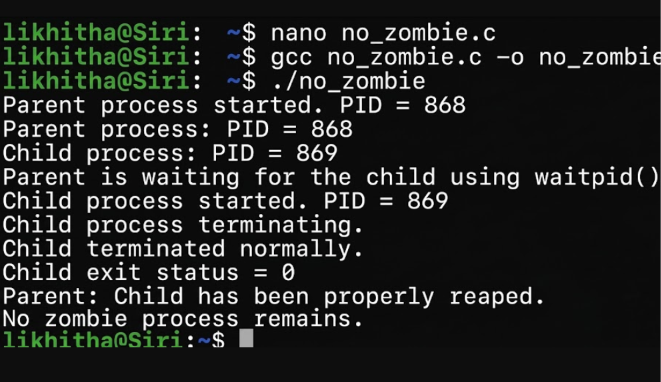 likhitha@Siri: ~$ nano no_zombie.c
likhitha@Siri: ~$ gcc no_zombie.c -o no_zombie
likhitha@Siri: ~$ ./no_zombie
Parent process started. PID = 868
Parent process: PID = 868
Child process: PID = 869
Parent is waiting for the child using waitpid()
Child process started. PID = 869
Child process terminating.
Child terminated normally.
Child exit status = 0
Parent: Child has been properly reaped.
No zombie process remains.
likhitha@Siri:~$